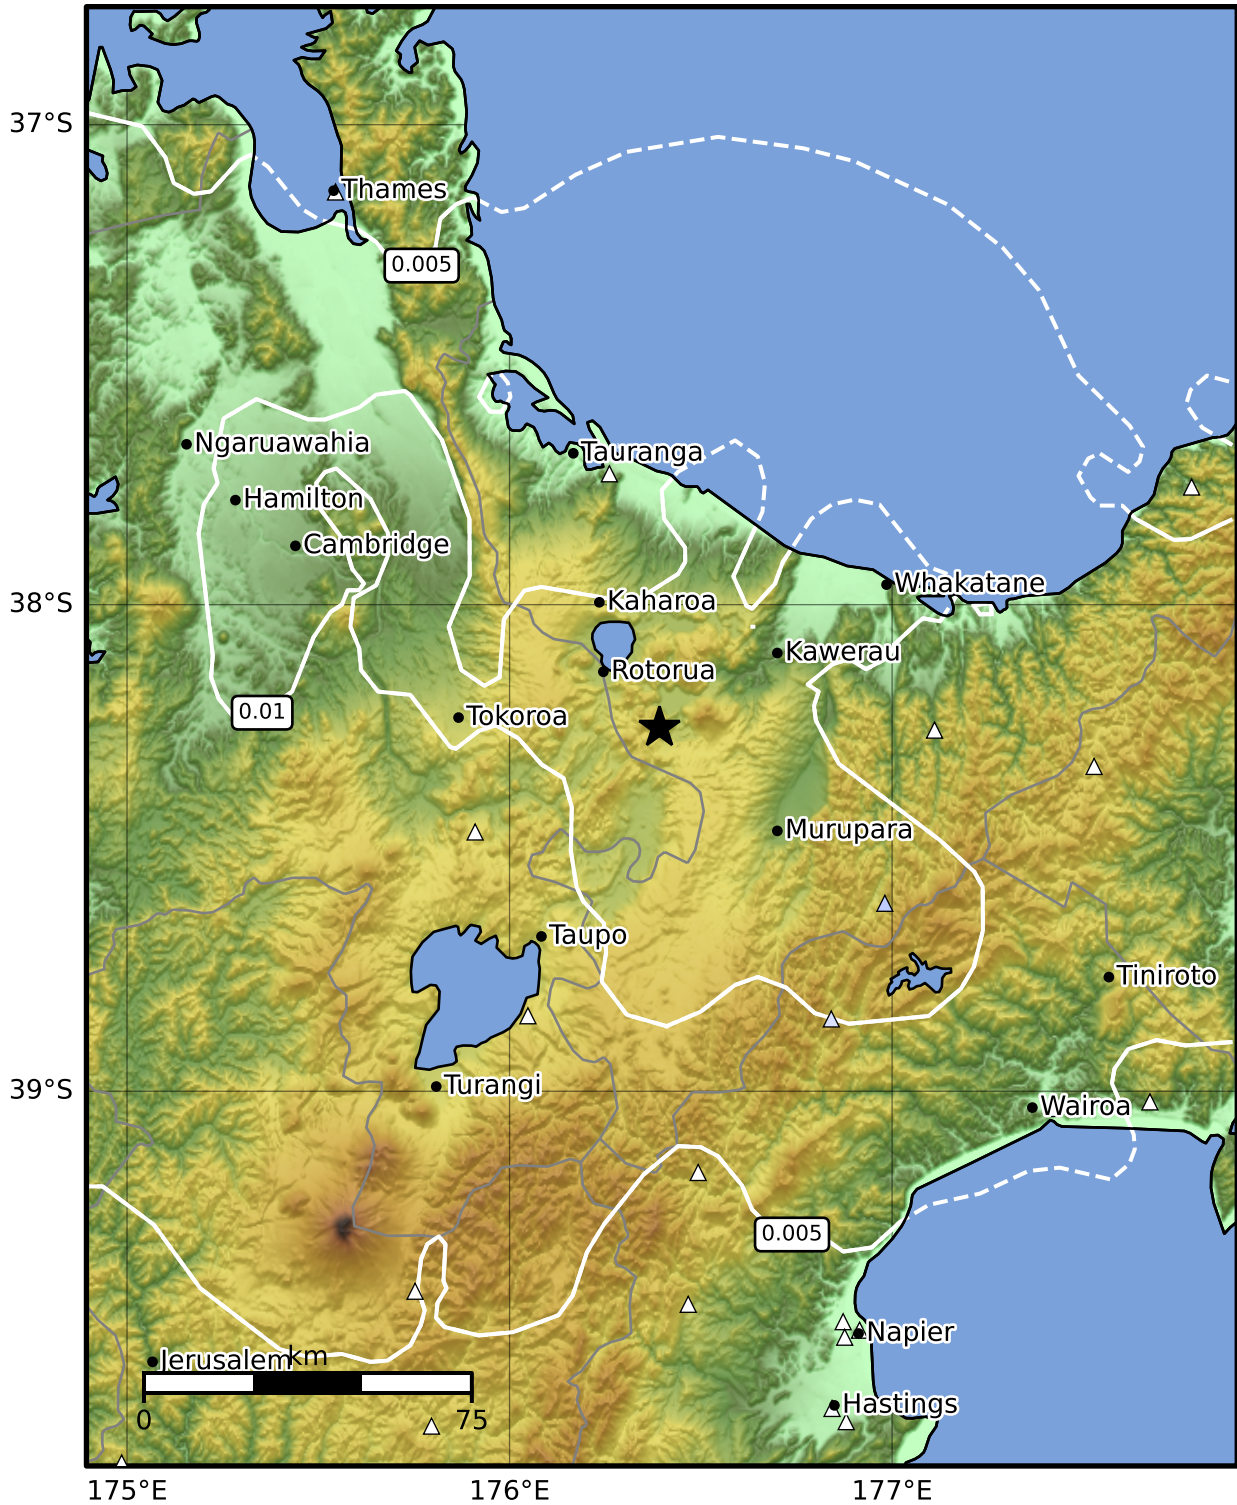 37°S
Thames
0.005
Ngaruawahia
Tauranga
Hamilton
Cambridge
Whakatane
Kaharoa
38°S
Kawerau
Rotorua
0.01
Tokoroa
Murupara
Taupo
Tiniroto
Turangi
39°S
Wairoa
0.005
Napier
Jerusalem
km
Hastings
0
75
175°E
176°E
177°E